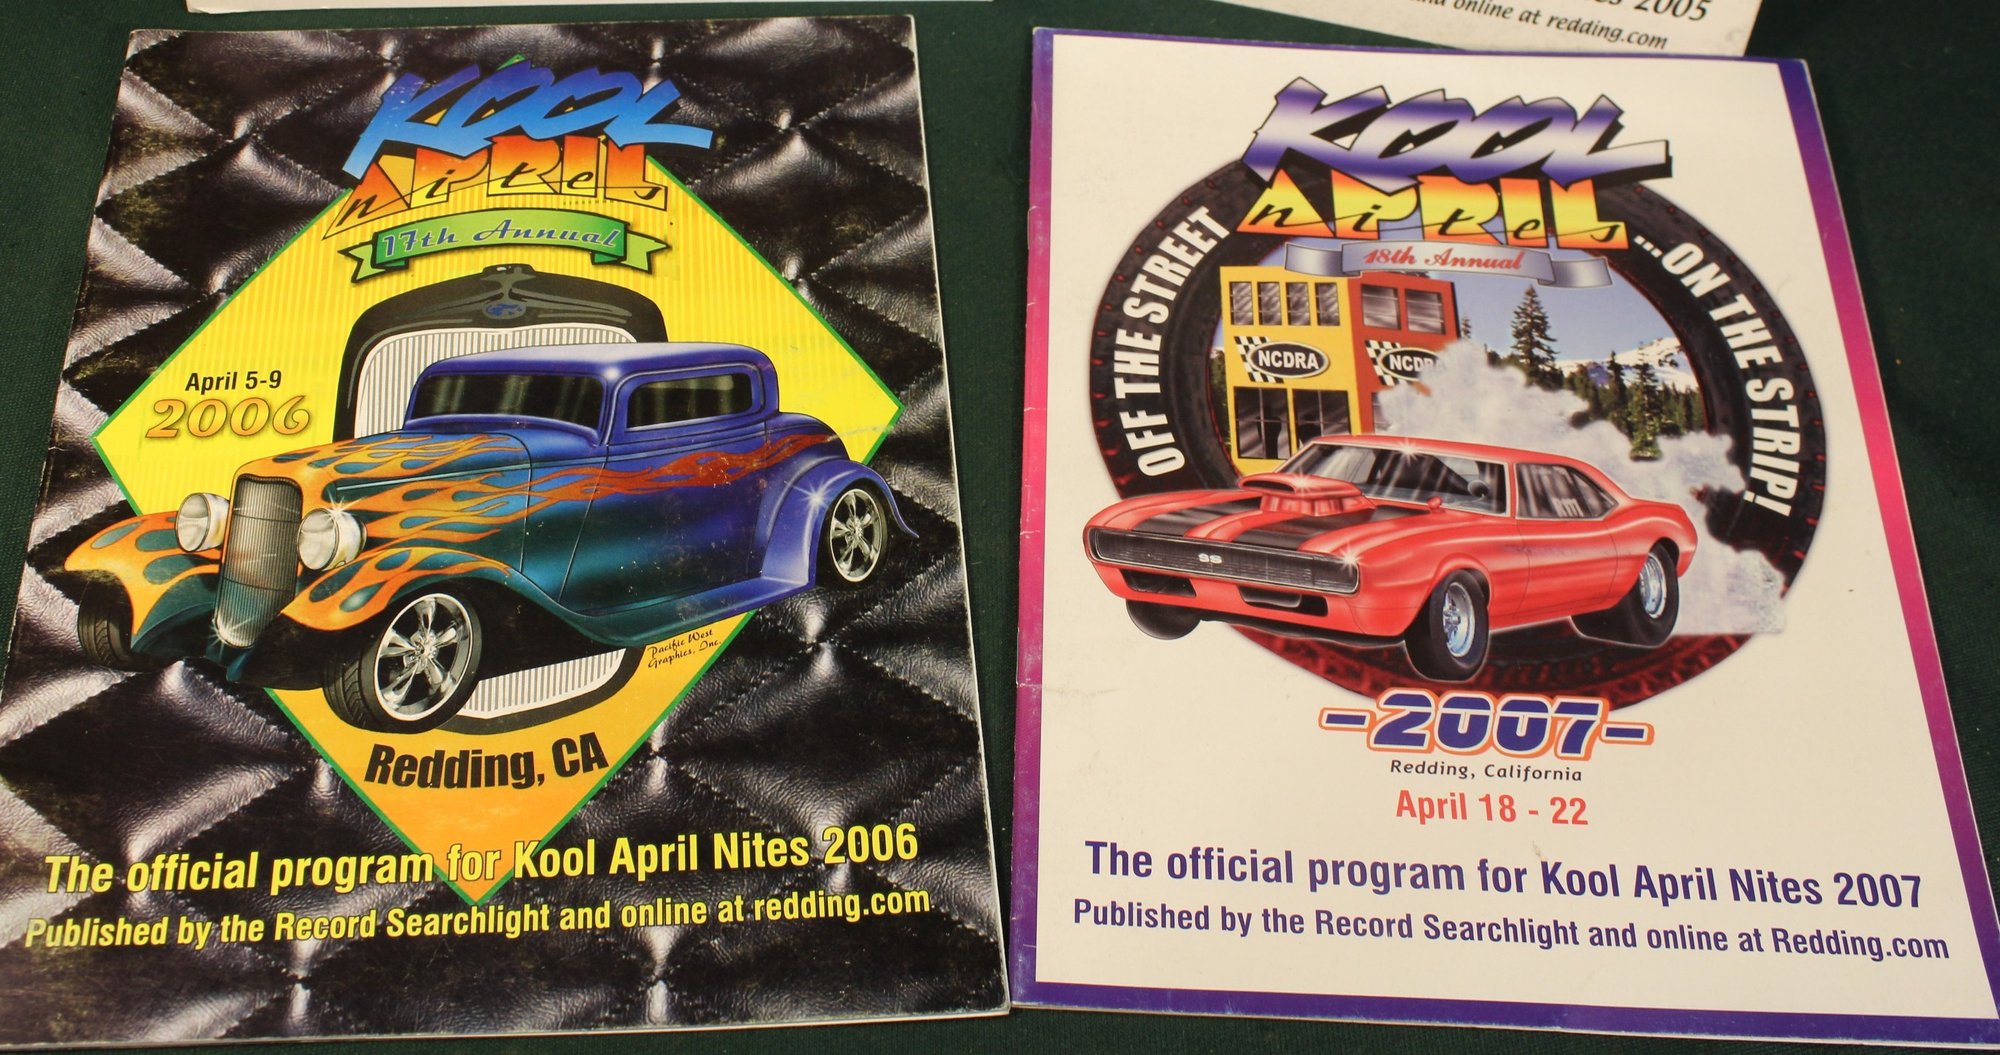 2005
online at redding.com
KOOL
APRIL
nites
17th Annual
April 5-9
2006
Pacific West
Graphics, Inc.
Redding, CA
The official program for Kool April Nites 2006
Published by the Record Searchlight and online at redding.com
KOOL
APRIL
nites
18th Annual
OFF THE STREET
...ON THE STRIP!
NCDRA
NCDRA
SS
-2007-
Redding, California
April 18 - 22
The official program for Kool April Nites 2007
Published by the Record Searchlight and online at Redding.com